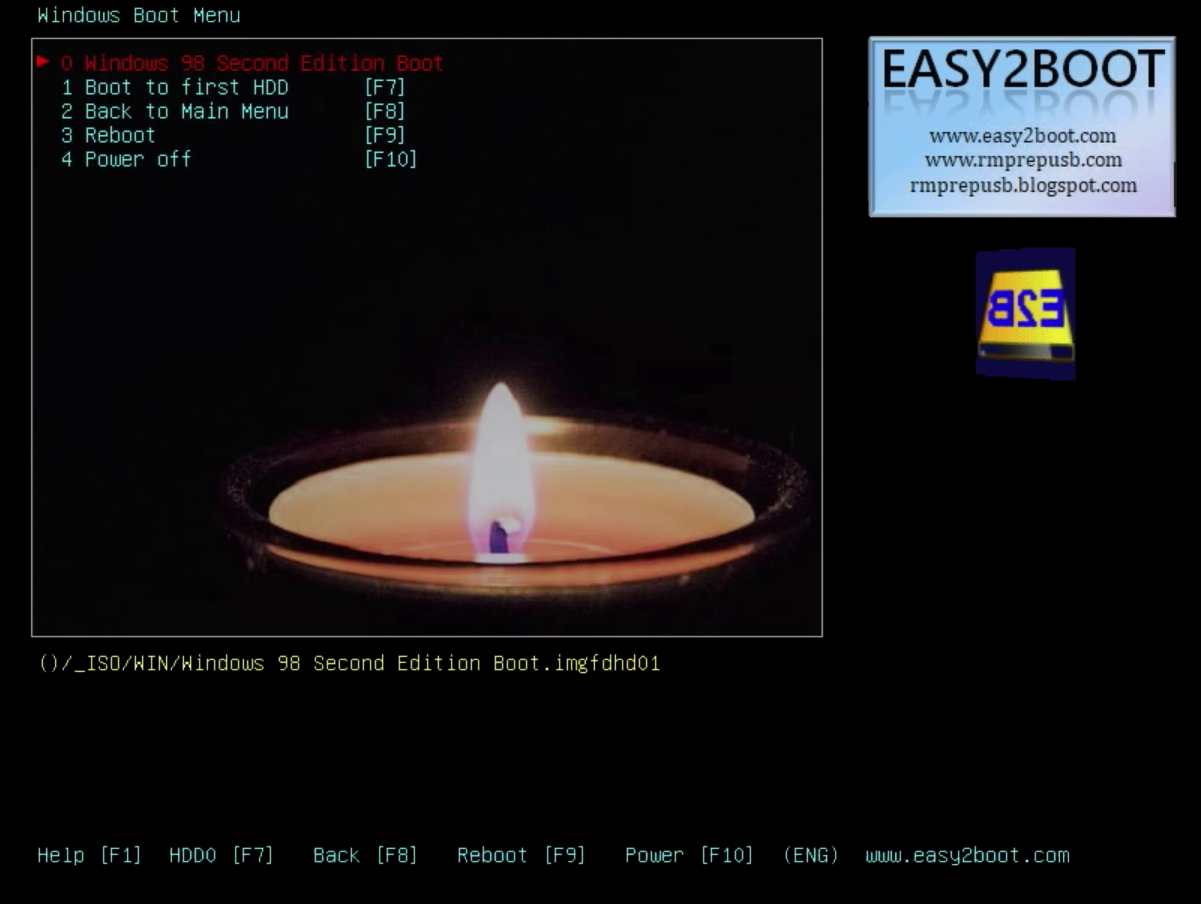 Windows Boot Menu
► 0 Windows 98 Second Edition Boot
1 Boot to first HDD [F7]
2 Back to Main Menu [F8]
3 Reboot [F9]
4 Power off [F10]
EASY2BOOT
www.easy2boot.com
www.rmprepusb.com
rmprepusb.blogspot.com
E2B
()/_ISO/WIN/Windows 98 Second Edition Boot.imgfdhd01
Help [F1] HDD0 [F7] Back [F8] Reboot [F9] Power [F10] (ENG) www.easy2boot.com